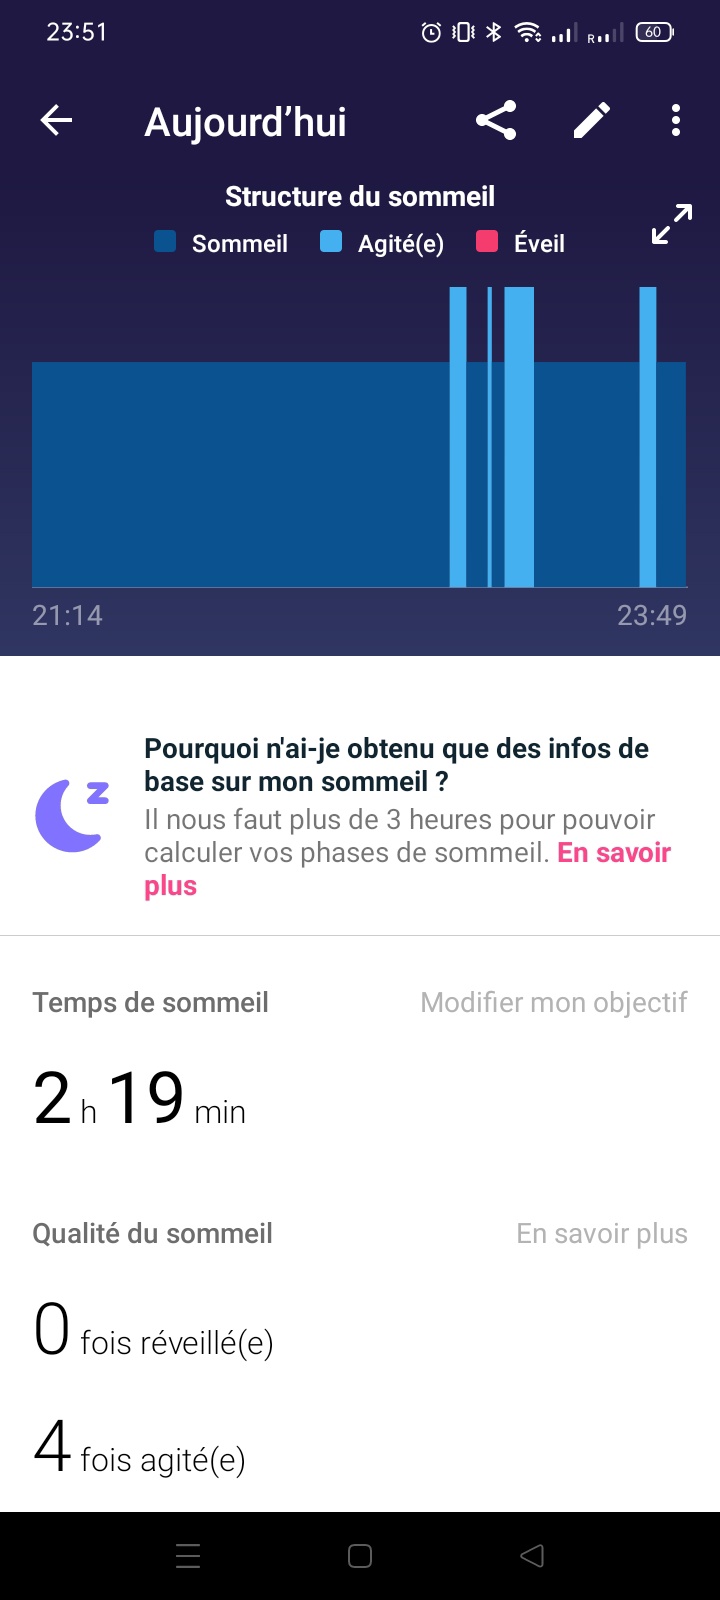 23:51
R
60
Aujourd’hui
Structure du sommeil
Sommeil Agité(e) Éveil
21:14 23:49
Pourquoi n'ai-je obtenu que des infos de
base sur mon sommeil ?
Il nous faut plus de 3 heures pour pouvoir
calculer vos phases de sommeil. En savoir
plus
Temps de sommeil Modifier mon objectif
2 h 19 min
Qualité du sommeil En savoir plus
0 fois réveillé(e)
4 fois agité(e)